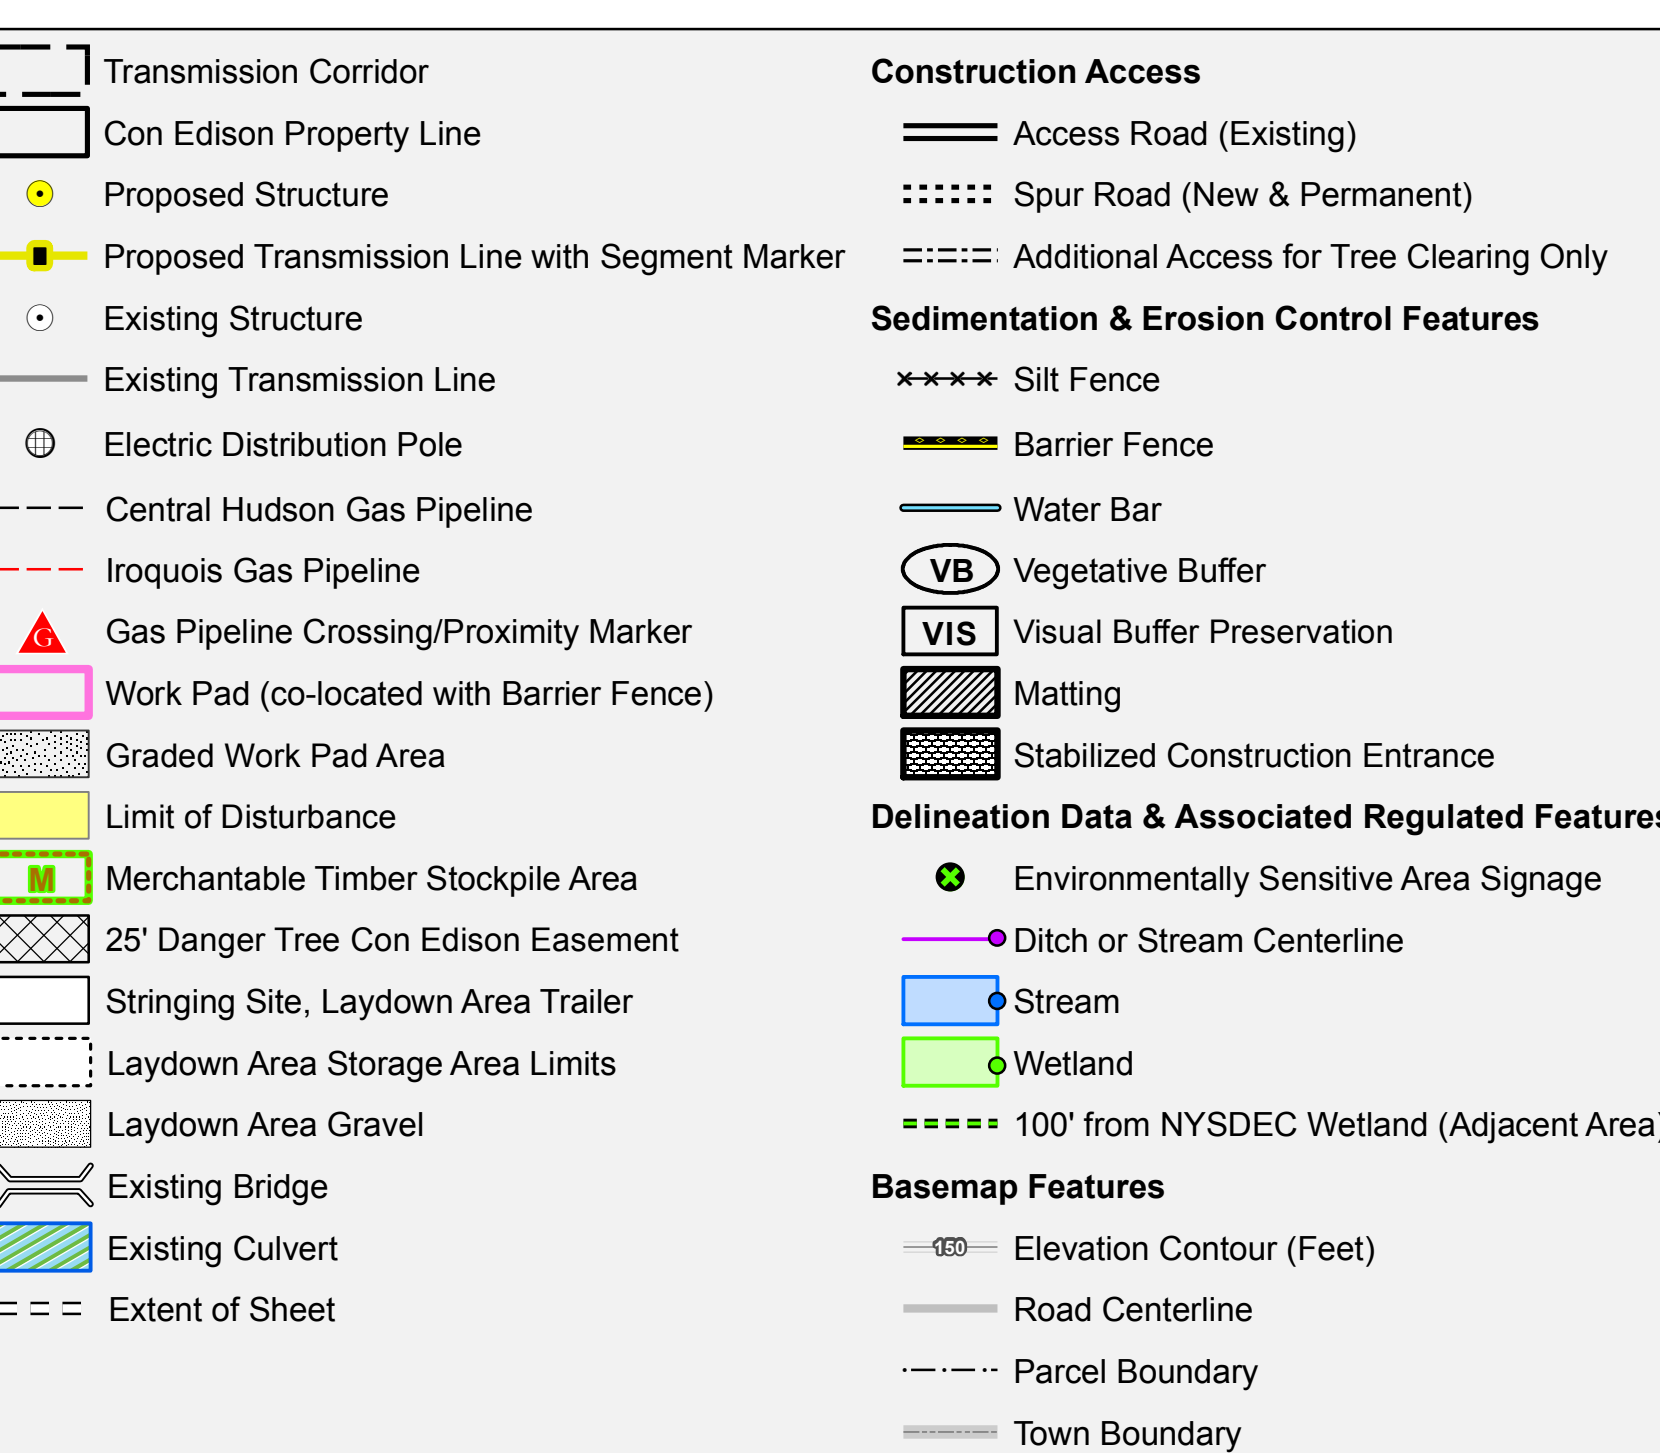 Transmission Corridor
Con Edison Property Line
Proposed Structure
Proposed Transmission Line with Segment Marker
Existing Structure
Existing Transmission Line
Electric Distribution Pole
Central Hudson Gas Pipeline
Iroquois Gas Pipeline
G Gas Pipeline Crossing/Proximity Marker
Work Pad (co-located with Barrier Fence)
Graded Work Pad Area
Limit of Disturbance
M Merchantable Timber Stockpile Area
25' Danger Tree Con Edison Easement
Stringing Site, Laydown Area Trailer
Laydown Area Storage Area Limits
Laydown Area Gravel
Existing Bridge
Existing Culvert
Extent of Sheet
Construction Access
Access Road (Existing)
Spur Road (New & Permanent)
Additional Access for Tree Clearing Only
Sedimentation & Erosion Control Features
Silt Fence
Barrier Fence
Water Bar
VB Vegetative Buffer
VIS Visual Buffer Preservation
Matting
Stabilized Construction Entrance
Delineation Data & Associated Regulated Features
Environmentally Sensitive Area Signage
Ditch or Stream Centerline
Stream
Wetland
100' from NYSDEC Wetland (Adjacent Area)
Basemap Features
150 Elevation Contour (Feet)
Road Centerline
Parcel Boundary
Town Boundary